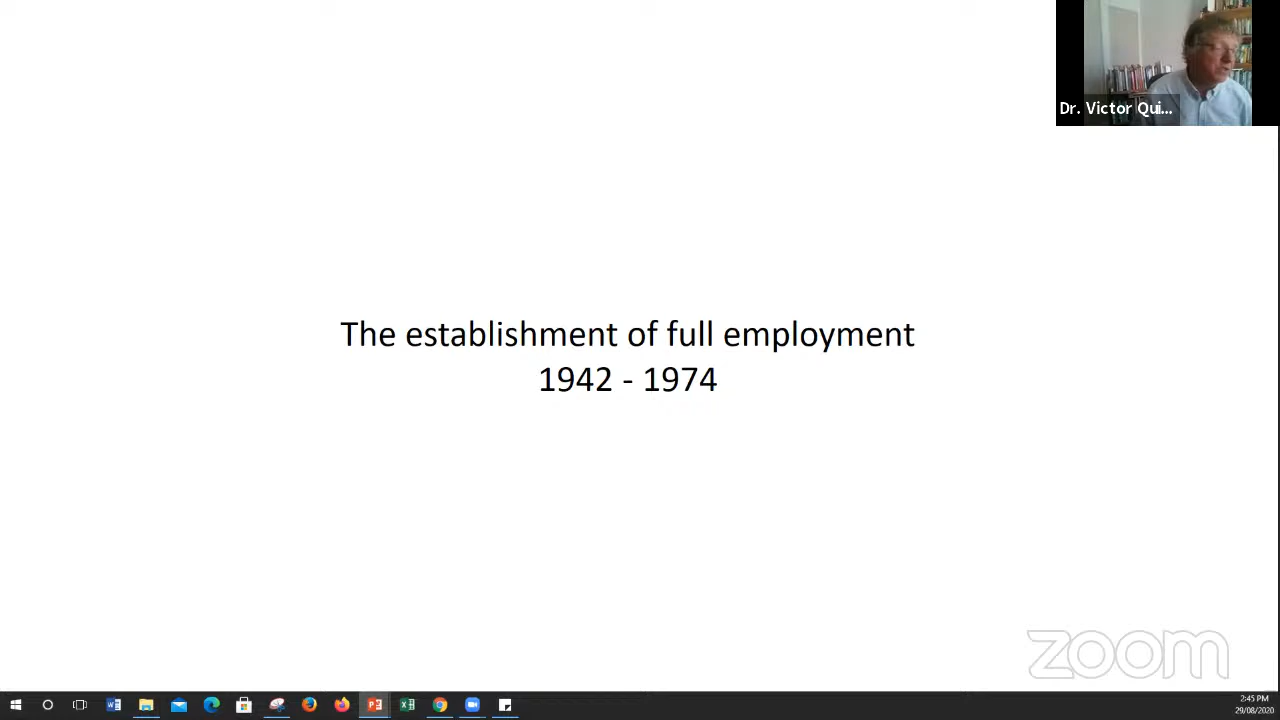 Dr. Victor Qui...
The establishment of full employment
1942 - 1974
zoom
2:45 PM
29/08/2020